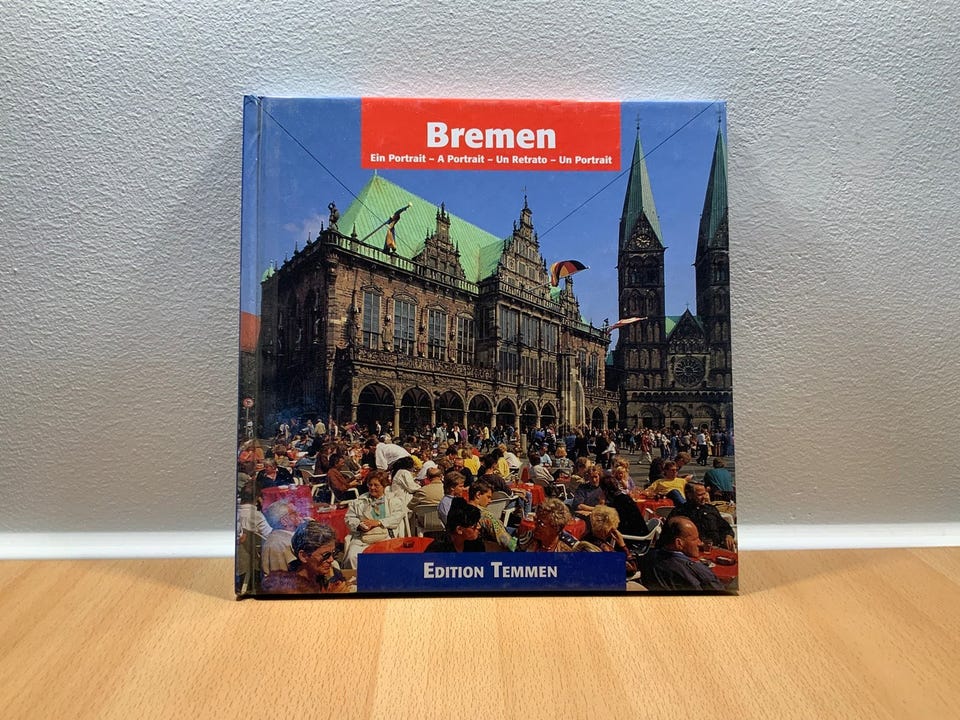 Bremen
Ein Portrait – A Portrait – Un Retrato – Un Portrait
EDITION TEMMEN